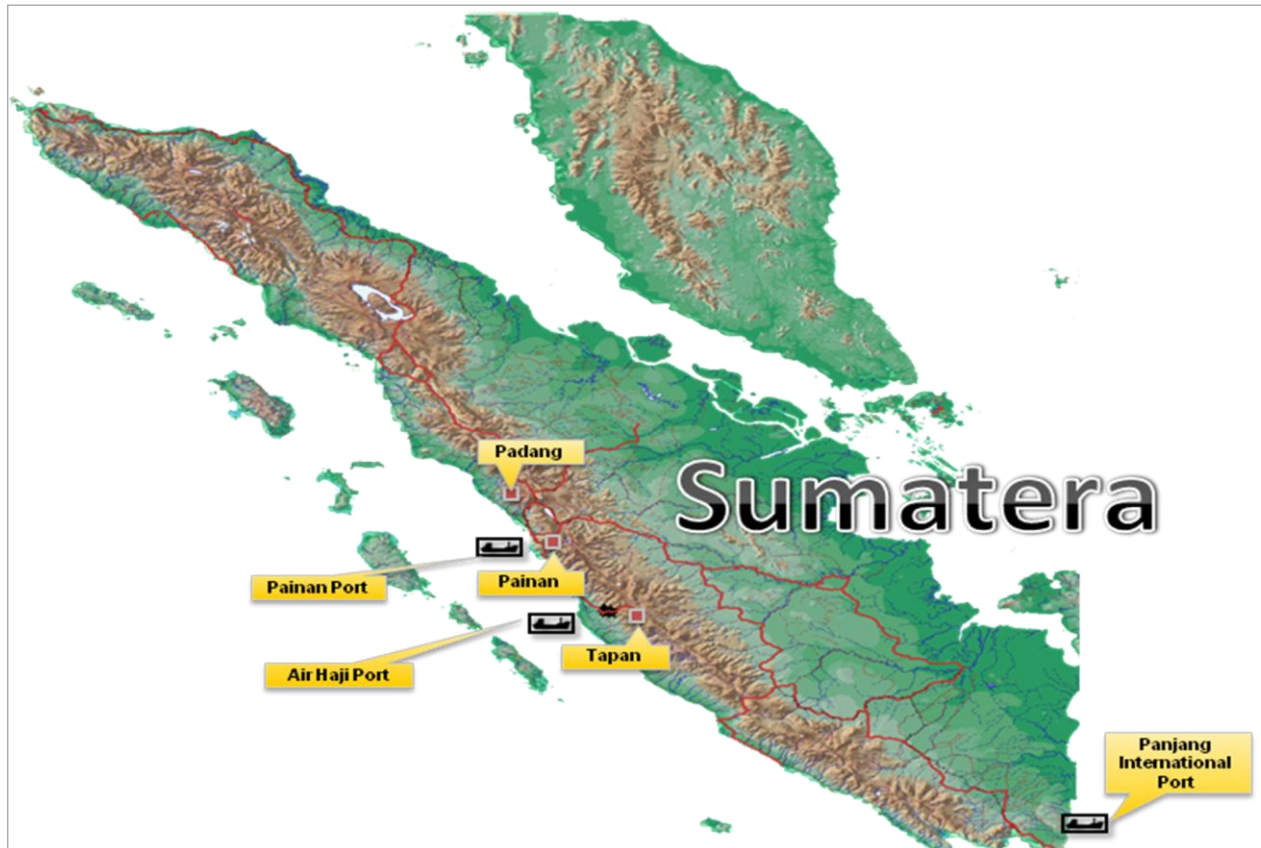 Padang
Sumatera
Painan Port
Painan
Air Haji Port
Tapan
Panjang
International
Port